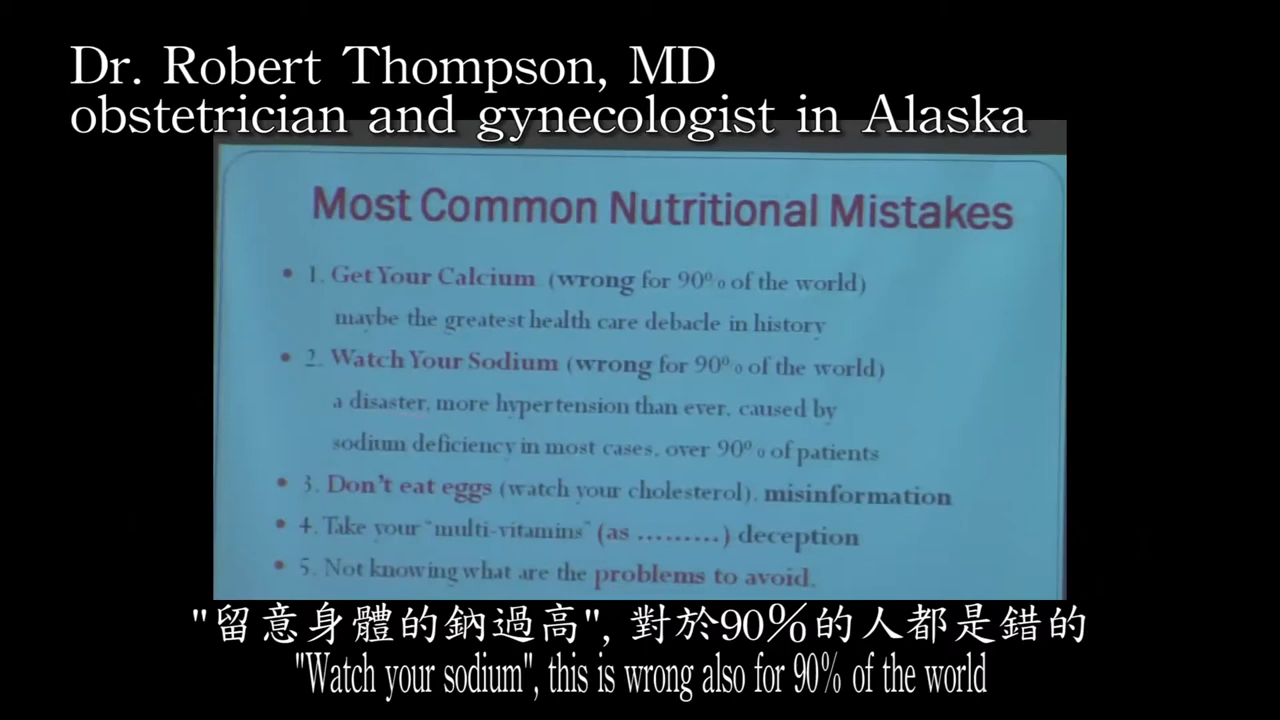 Dr. Robert Thompson, MD
obstetrician and gynecologist in Alaska
Most Common Nutritional Mistakes
• 1. Get Your Calcium (wrong for 90% of the world)
maybe the greatest health care debacle in history
• 2. Watch Your Sodium (wrong for 90% of the world)
a disaster, more hypertension than ever, caused by
sodium deficiency in most cases, over 90% of patients
• 3. Don't eat eggs (watch your cholesterol), misinformation
• 4. Take your "multi-vitamins" (as .........) deception
• 5. Not knowing what are the problems to avoid.
"留意身體的鈉過高", 對於90%的人都是錯的
"Watch your sodium", this is wrong also for 90% of the world